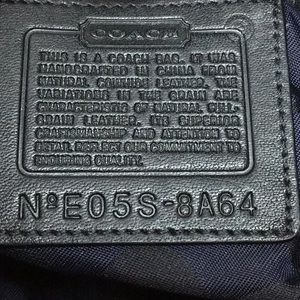 COACH
THIS IS A COACH BAG. IT WAS
HANDCRAFTED IN CHINA FROM
NATURAL COWHIDE LEATHER. THE
VARIATIONS IN THE GRAIN ARE
CHARACTERISTIC OF NATURAL FULL
GRAIN LEATHER. ITS SUPERIOR
CRAFTSMANSHIP AND ATTENTION TO
DETAIL REFLECT OUR COMMITMENT TO
ENDURING QUALITY.
NºE05S-8A64